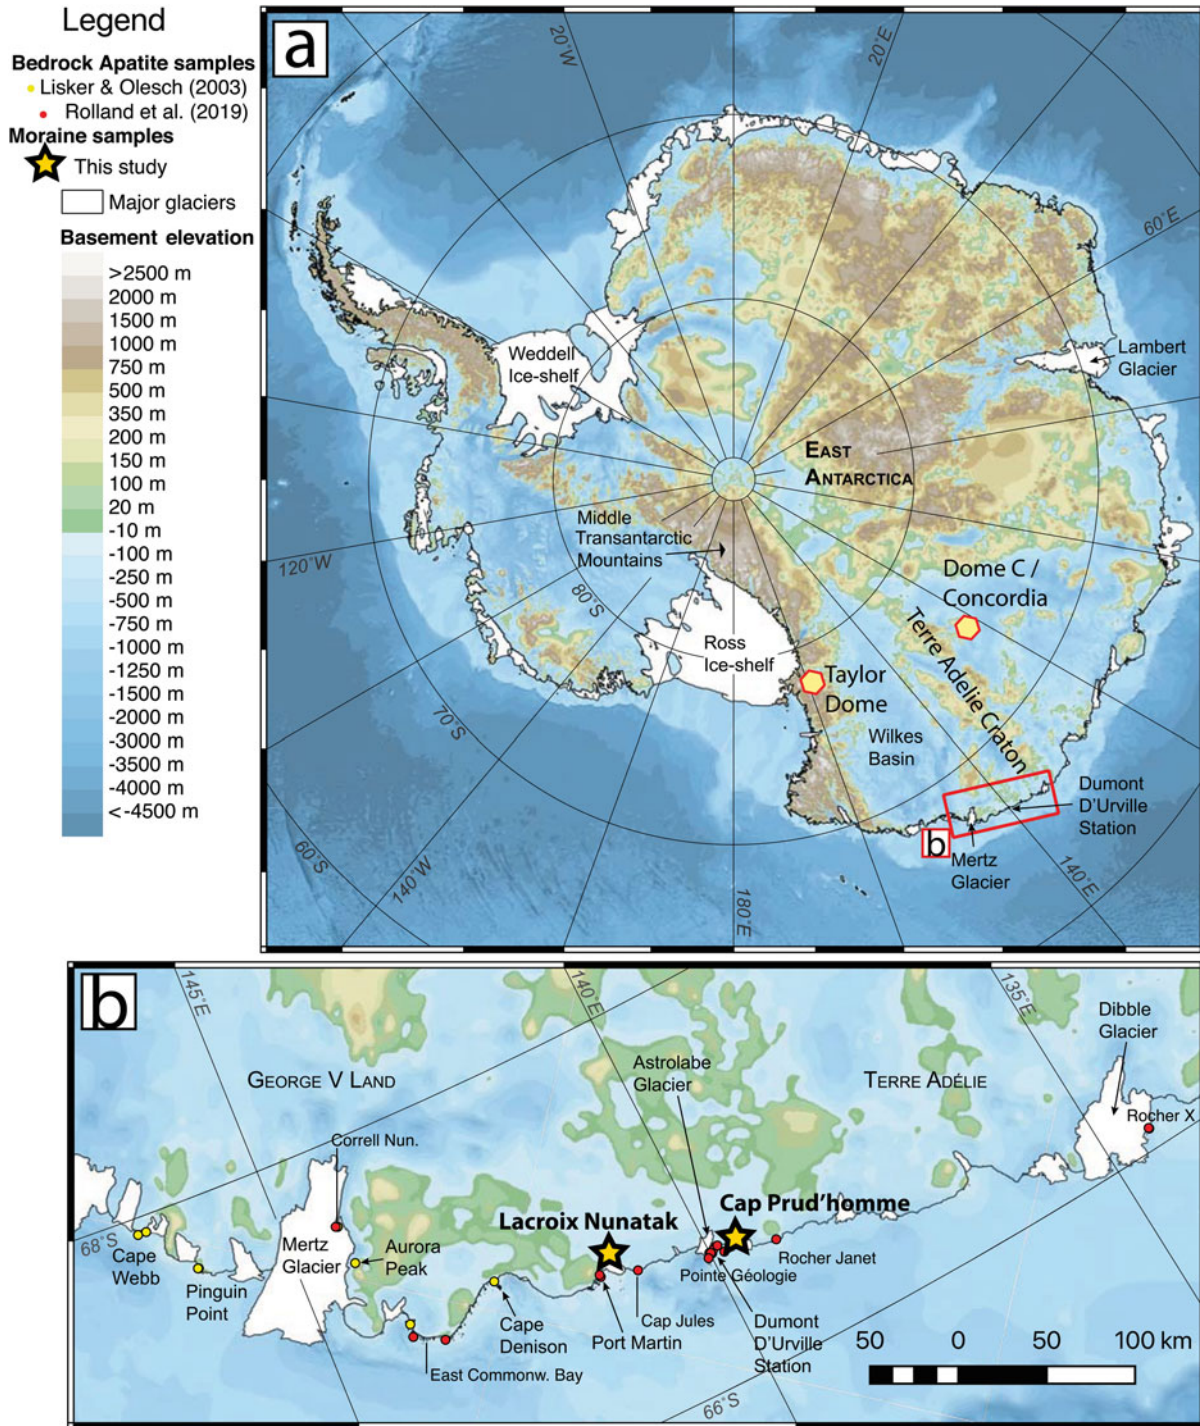 Legend
Bedrock Apatite samples
Lisker & Olesch (2003)
Rolland et al. (2019)
Moraine samples
This study
Major glaciers
Basement elevation
>2500 m
2000 m
1500 m
1000 m
750 m
500 m
350 m
200 m
150 m
100 m
20 m
-10 m
-100 m
-250 m
-500 m
-750 m
-1000 m
-1250 m
-1500 m
-2000 m
-3000 m
-3500 m
-4000 m
<-4500 m
a
20°W
20°E
60°E
Weddell
Ice-shelf
Lambert
Glacier
EAST
ANTARCTICA
Middle
Transantarctic
Mountains
120°W
80°S
Dome C /
Concordia
Ross
Ice-shelf
Terre Adelie Craton
Taylor
Dome
70°S
Wilkes
Basin
Dumont
D'Urville
Station
b
Mertz
Glacier
60°S
140°W
180°E
140°E
b
145°E
140°E
135°E
Dibble
Glacier
Astrolabe
Glacier
GEORGE V LAND
TERRE ADÉLIE
Rocher X.
Correll Nun.
Cap Prud'homme
Lacroix Nunatak
68°S
Cape
Webb
Mertz
Glacier
Aurora
Peak
Rocher Janet
Pinguin
Point
Pointe Géologie
Cape
Denison
Cap Jules
Port Martin
Dumont
D'Urville
Station
East Commonw. Bay
50 0 50 100 km
66°S